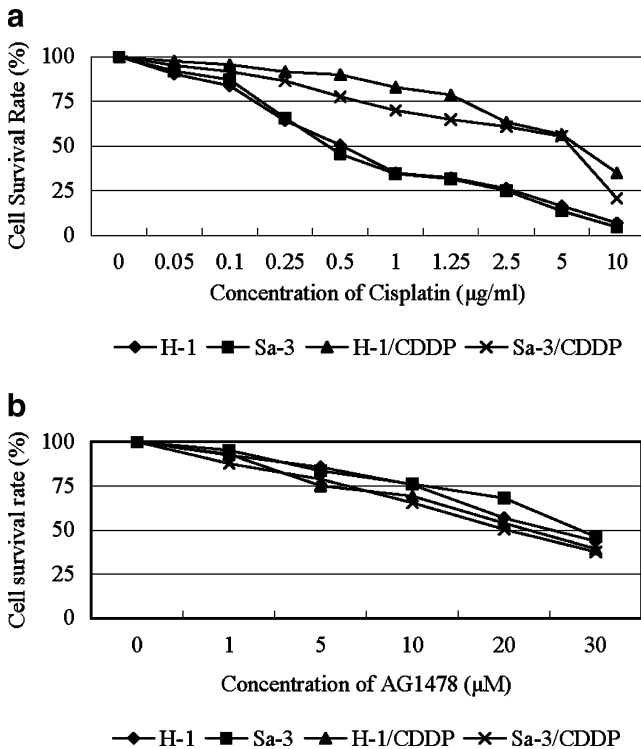 a
Cell Survival Rate (%)
100
75
50
25
0
0 0.05 0.1 0.25 0.5 1 1.25 2.5 5 10
Concentration of Cisplatin (μg/ml)
H-1 Sa-3 H-1/CDDP Sa-3/CDDP
b
Cell survival rate (%)
100
75
50
25
0
0 1 5 10 20 30
Concentration of AG1478 (μM)
H-1 Sa-3 H-1/CDDP Sa-3/CDDP